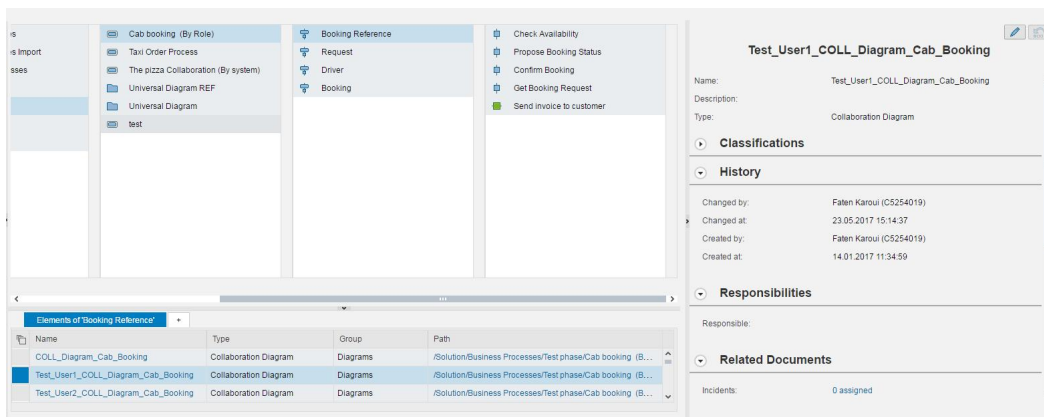 s
Cab booking (By Role)
Booking Reference
Check Availability
s Import
Taxi Order Process
Request
Propose Booking Status
sses
The pizza Collaboration (By system)
Driver
Confirm Booking
Universal Diagram REF
Booking
Get Booking Request
Universal Diagram
Send invoice to customer
test
Elements of 'Booking Reference'
+
Name
Type
Group
Path
COLL_Diagram_Cab_Booking
Collaboration Diagram
Diagrams
/Solution/Business Processes/Test phase/Cab booking (B...
Test_User1_COLL_Diagram_Cab_Booking
Collaboration Diagram
Diagrams
/Solution/Business Processes/Test phase/Cab booking (B...
Test_User2_COLL_Diagram_Cab_Booking
Collaboration Diagram
Diagrams
/Solution/Business Processes/Test phase/Cab booking (B...
Test_User1_COLL_Diagram_Cab_Booking
Name:
Test_User1_COLL_Diagram_Cab_Booking
Description:
Type:
Collaboration Diagram
Classifications
History
Changed by:
Faten Karoui (C5254019)
Changed at:
23.05.2017 15:14:37
Created by:
Faten Karoui (C5254019)
Created at:
14.01.2017 11:34:59
Responsibilities
Responsible:
Related Documents
Incidents:
0 assigned